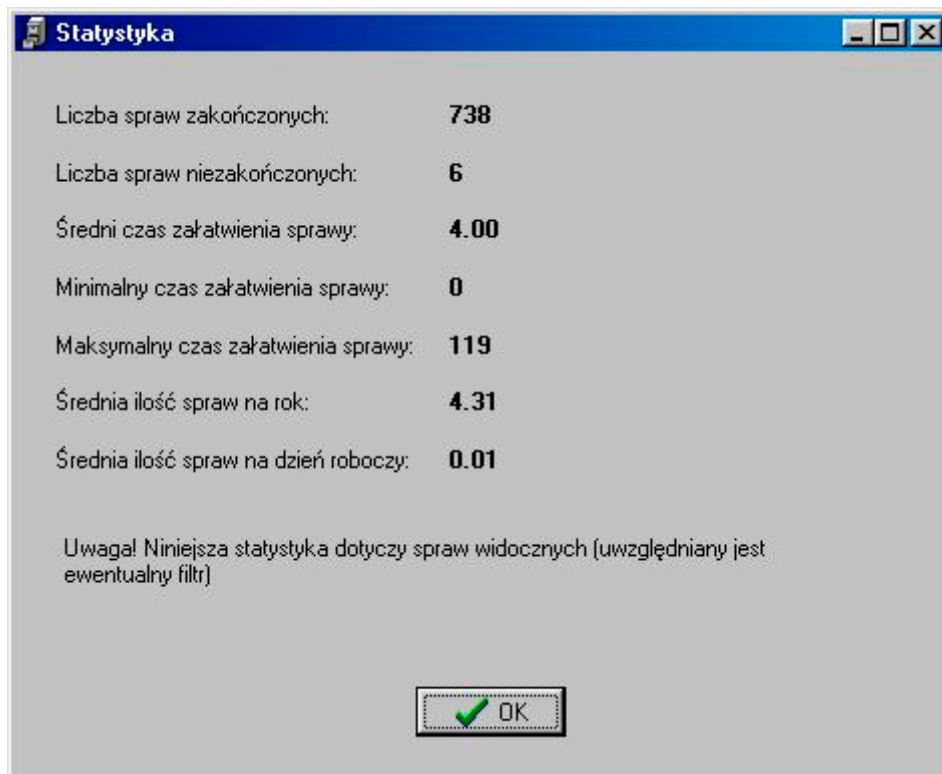 Statystyka
Liczba spraw zakończonych: 738
Liczba spraw niezakończonych: 6
Średni czas załatwienia sprawy: 4.00
Minimalny czas załatwienia sprawy: 0
Maksymalny czas załatwienia sprawy: 119
Średnia ilość spraw na rok: 4.31
Średnia ilość spraw na dzień roboczy: 0.01
Uwaga! Niniejsza statystyka dotyczy spraw widocznych (uwzględniany jest
ewentualny filtr)
OK